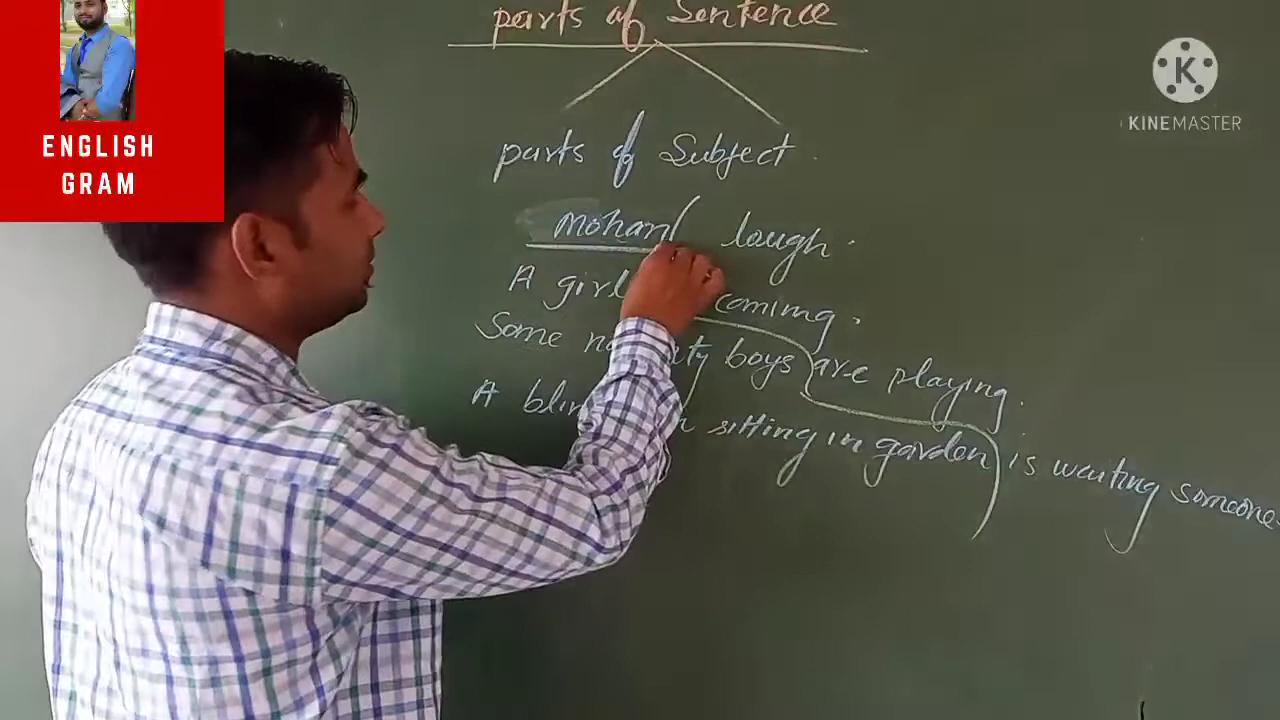 parts of Sentence
KINEMASTER
ENGLISH
GRAM
parts of Subject
mohan laugh.
A girl coming.
Some boys are playing.
A sitting in garden is waiting someone